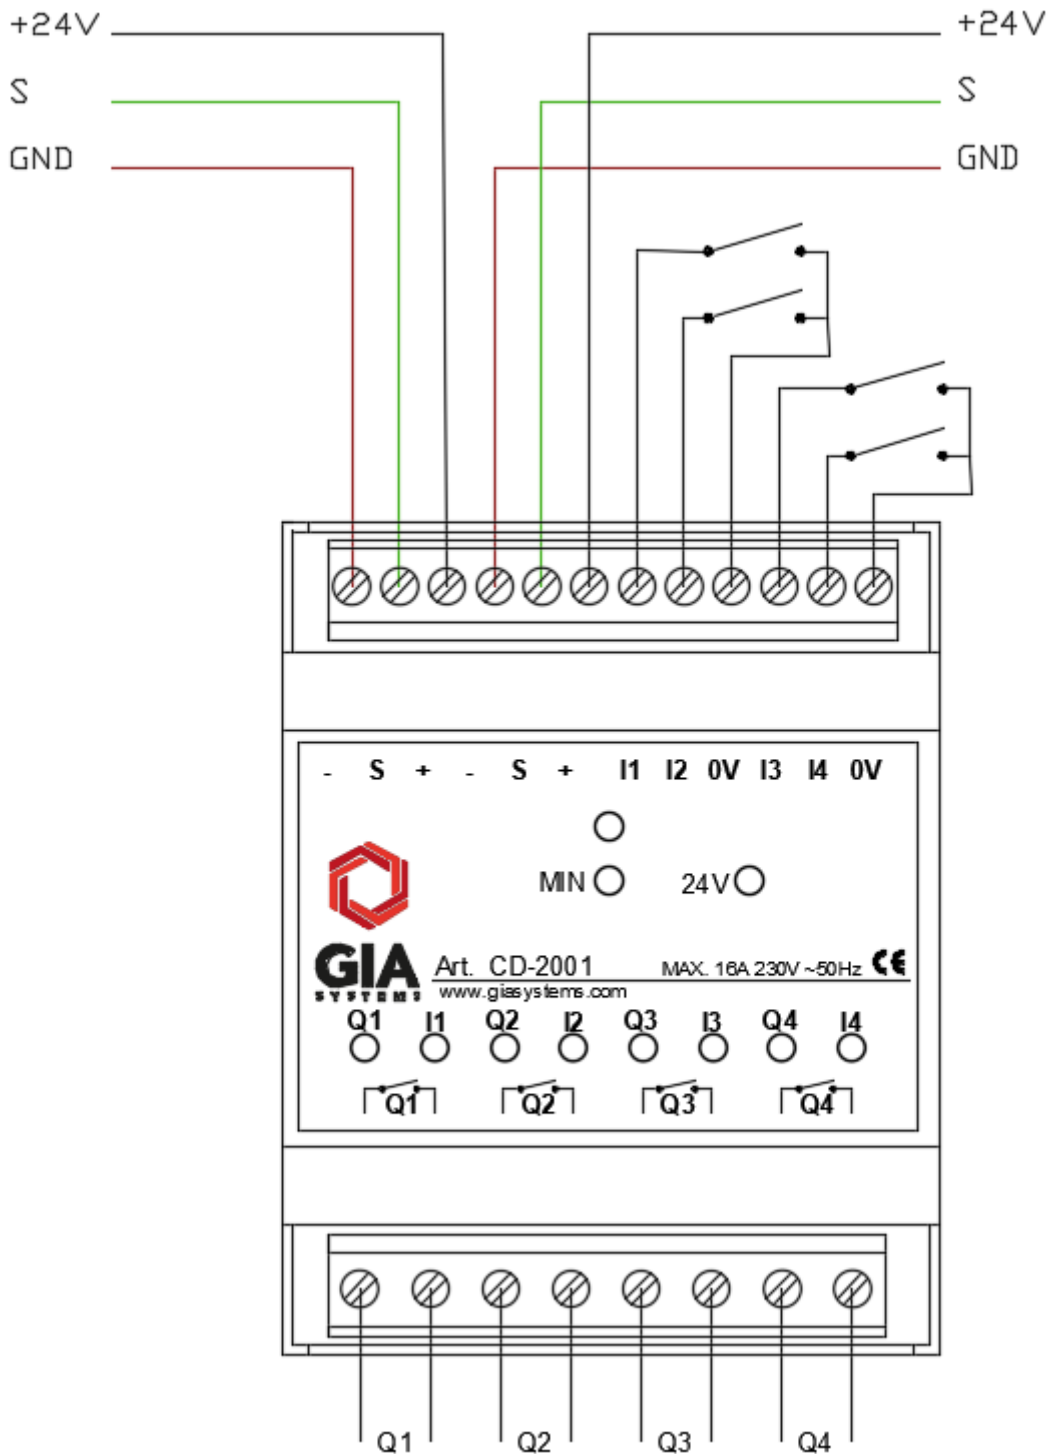 +24V +24V
S S
GND GND
- S + - S + I1 I2 0V I3 I4 0V
MIN 24V
GIA
SYSTEMS
Art. CD-2001 MAX. 16A 230V ~50Hz CE
www.giasystems.com
Q1 I1 Q2 I2 Q3 I3 Q4 I4
Q1 Q2 Q3 Q4
Q1 Q2 Q3 Q4